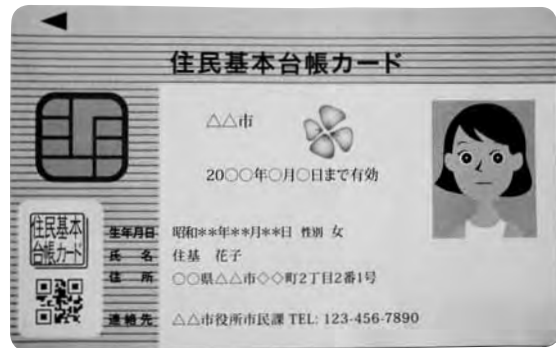 住民基本台帳カード
△△市
20○○年○月○日まで有効
住民基本
台帳カード
生年月日 昭和**年**月**日 性別 女
氏 名 住基 花子
住 所 ○○県△△市◇◇町2丁目2番1号
連絡先 △△市役所市民課 TEL: 123-456-7890